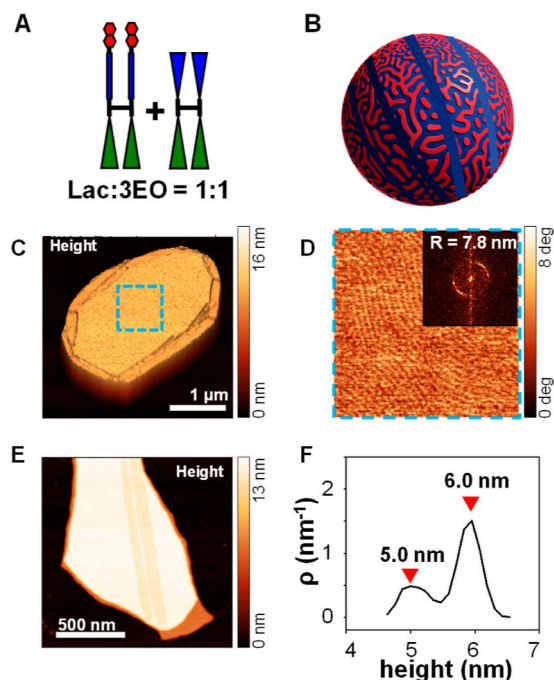 A
B
+
Lac:3EO = 1:1
C
Height
16 nm
0 nm
1 µm
D
R = 7.8 nm
8 deg
0 deg
E
Height
13 nm
0 nm
500 nm
F
6.0 nm
5.0 nm
ρ (nm⁻¹)
2
1
0
4 5 6 7
height (nm)